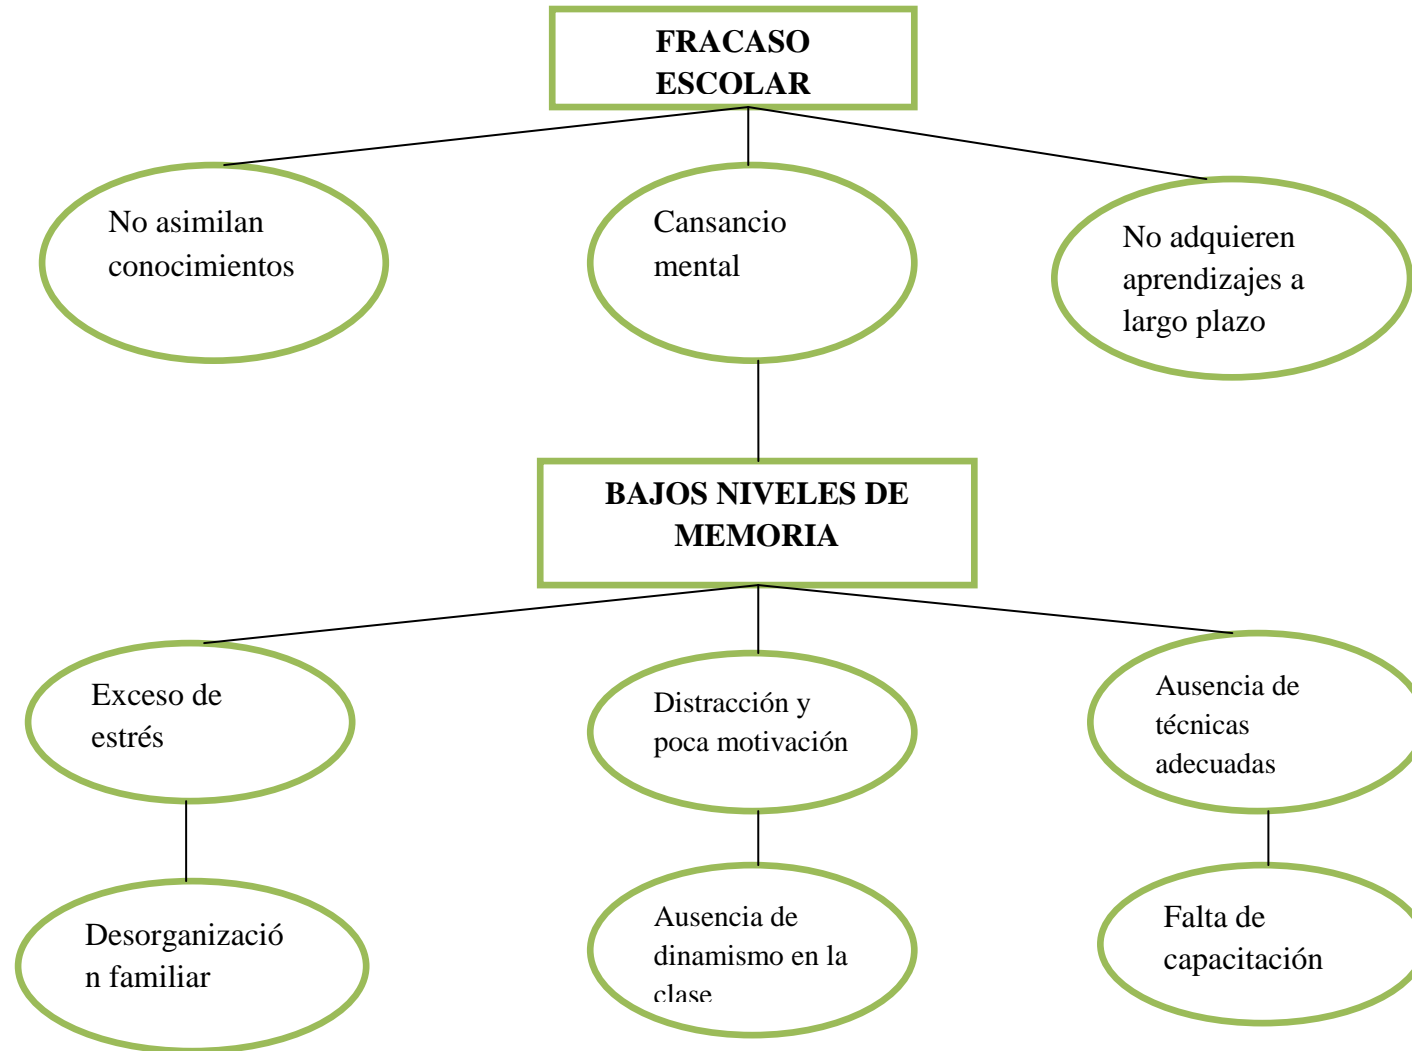 FRACASO
ESCOLAR
No asimilan
conocimientos
Cansancio
mental
No adquieren
aprendizajes a
largo plazo
BAJOS NIVELES DE
MEMORIA
Exceso de
estrés
Distracción y
poca motivación
Ausencia de
técnicas
adecuadas
Desorganizació
n familiar
Ausencia de
dinamismo en la
clase
Falta de
capacitación